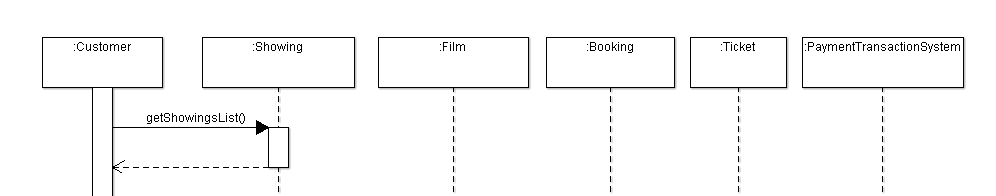 :Customer
:Showing
:Film
:Booking
:Ticket
:PaymentTransactionSystem
getShowingsList()